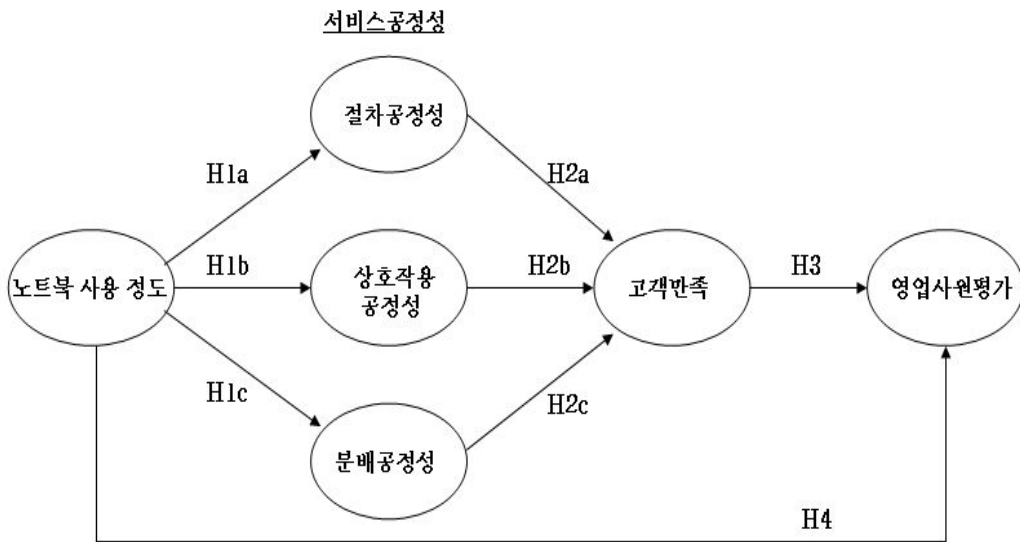 서비스공정성
절차공정성
H1a
H2a
노트북 사용 정도
H1b
상호작용
공정성
H2b
고객만족
H3
영업사원평가
H1c
H2c
분배공정성
H4